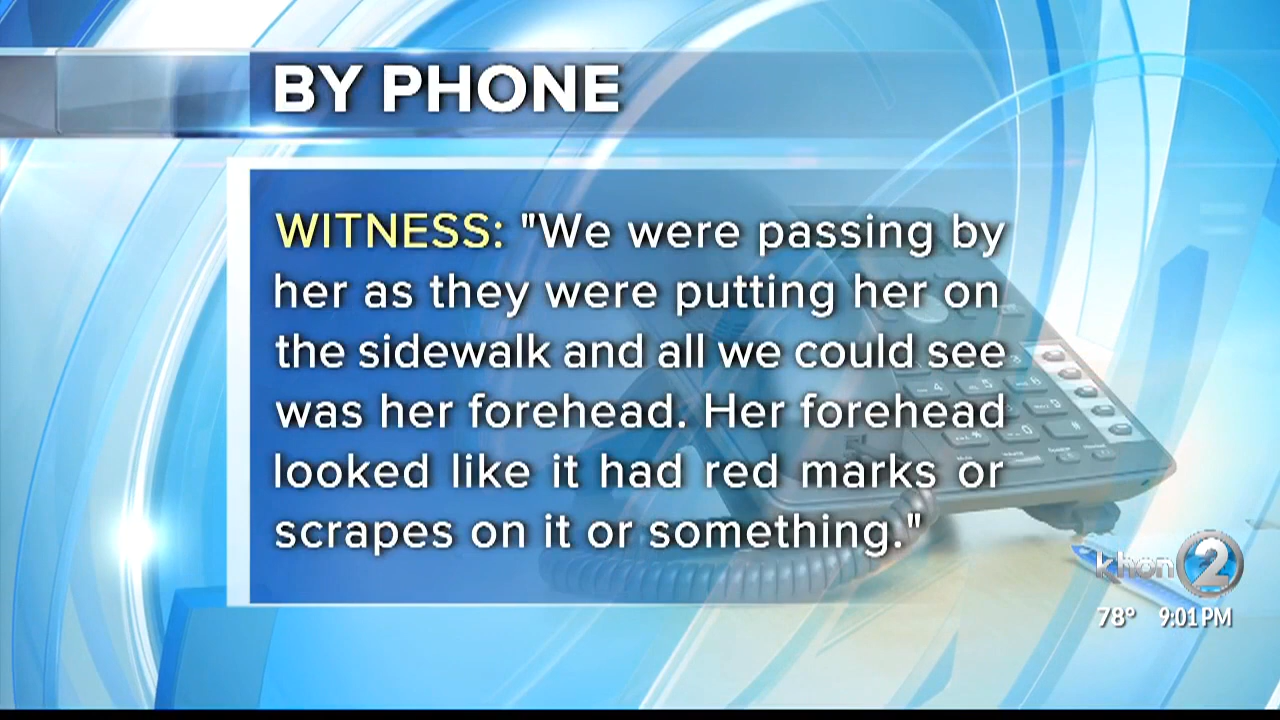 BY PHONE
WITNESS: "We were passing by
her as they were putting her on
the sidewalk and all we could see
was her forehead. Her forehead
looked like it had red marks or
scrapes on it or something."
khon 2
78° 9:01 PM